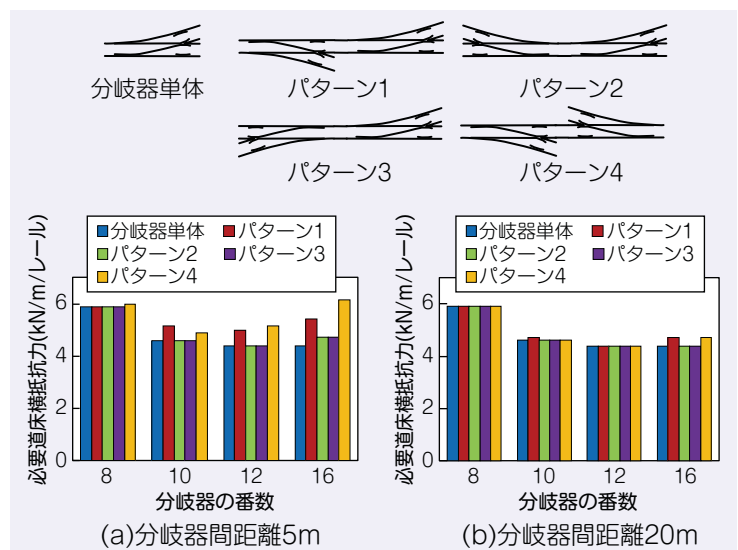 分岐器単体 パターン1 パターン2
パターン3 パターン4
必要道床横抵抗力(kN/m/レール)
分岐器単体 パターン1
パターン2 パターン3
パターン4
6
4
2
0
8 10 12 16
分岐器の番数
(a)分岐器間距離5m
必要道床横抵抗力(kN/m/レール)
分岐器単体 パターン1
パターン2 パターン3
パターン4
6
4
2
0
8 10 12 16
分岐器の番数
(b)分岐器間距離20m